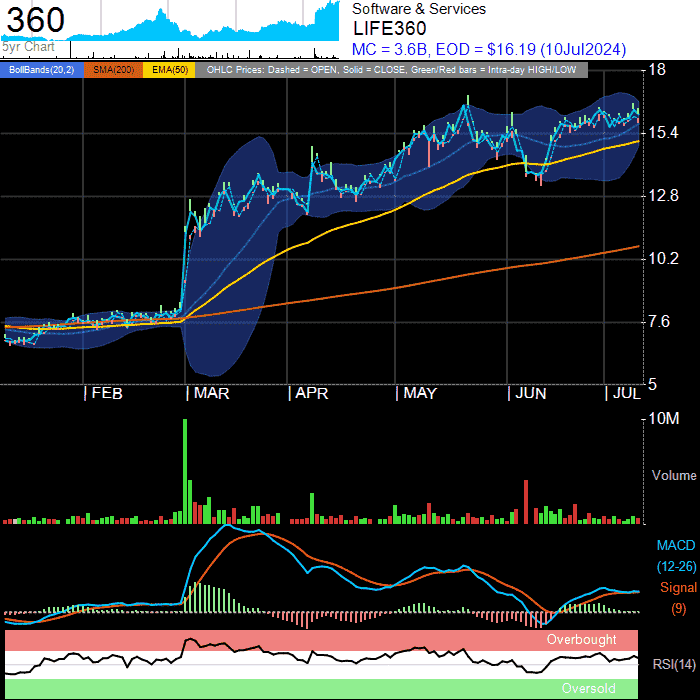 360
5yr Chart
Software & Services
LIFE360
MC = 3.6B, EOD = $16.19 (10Jul2024)
BollBands(20,2) SMA(200) EMA(50) OHLC Prices: Dashed = OPEN, Solid = CLOSE, Green/Red bars = Intra-day HIGH/LOW
18
15.4
12.8
10.2
7.6
5
| FEB | MAR | APR | MAY | JUN | JUL
10M
Volume
MACD
(12-26)
Signal
(9)
Overbought
RSI(14)
Oversold